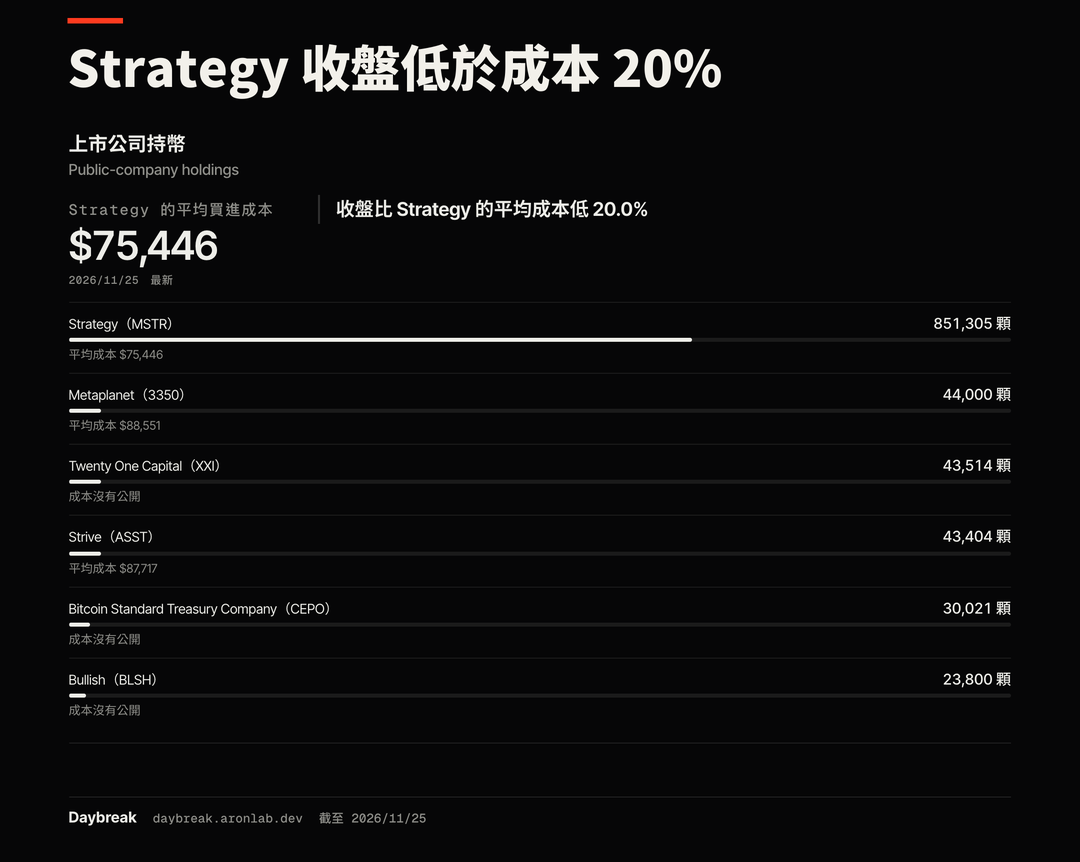 Strategy 收盤低於成本 20%
上市公司持幣
Public-company holdings
Strategy 的平均買進成本
收盤比 Strategy 的平均成本低 20.0%
$75,446
2026/11/25 最新
Strategy（MSTR） 851,305 顆
平均成本 $75,446
Metaplanet（3350） 44,000 顆
平均成本 $88,551
Twenty One Capital（XXI） 43,514 顆
成本沒有公開
Strive（ASST） 43,404 顆
平均成本 $87,717
Bitcoin Standard Treasury Company（CEPO） 30,021 顆
成本沒有公開
Bullish（BLSH） 23,800 顆
成本沒有公開
Daybreak daybreak.aronlab.dev 截至 2026/11/25